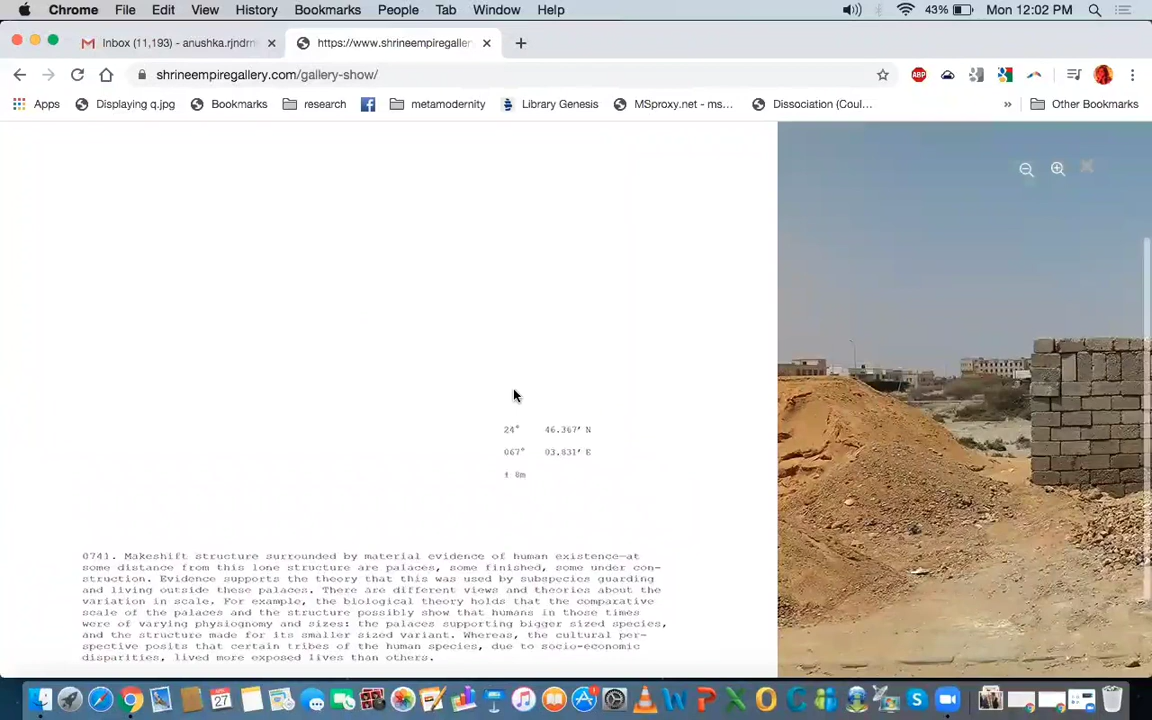 Chrome File Edit View History Bookmarks People Tab Window Help 43% Mon 12:02 PM
Inbox (11,193) - anushka.rjndrn https://www.shrineempiregaller
shrineempiregallery.com/gallery-show/ ABP
Apps Displaying q.jpg Bookmarks research metamodernity Library Genesis MSproxy.net - ms... Dissociation (Coul... » Other Bookmarks
24° 46.367' N
067° 03.831' E
± 8m
0741. Makeshift structure surrounded by material evidence of human existence—at
some distance from this lone structure are palaces, some finished, some under con-
struction. Evidence supports the theory that this was used by subspecies guarding
and living outside these palaces. There are different views and theories about the
variation in scale. For example, the biological theory holds that the comparative
scale of the palaces and the structure possibly show that humans in those times
were of varying physiognomy and sizes: the palaces supporting bigger sized species,
and the structure made for its smaller sized variant. Whereas, the cultural per-
spective posits that certain tribes of the human species, due to socio-economic
disparities, lived more exposed lives than others.